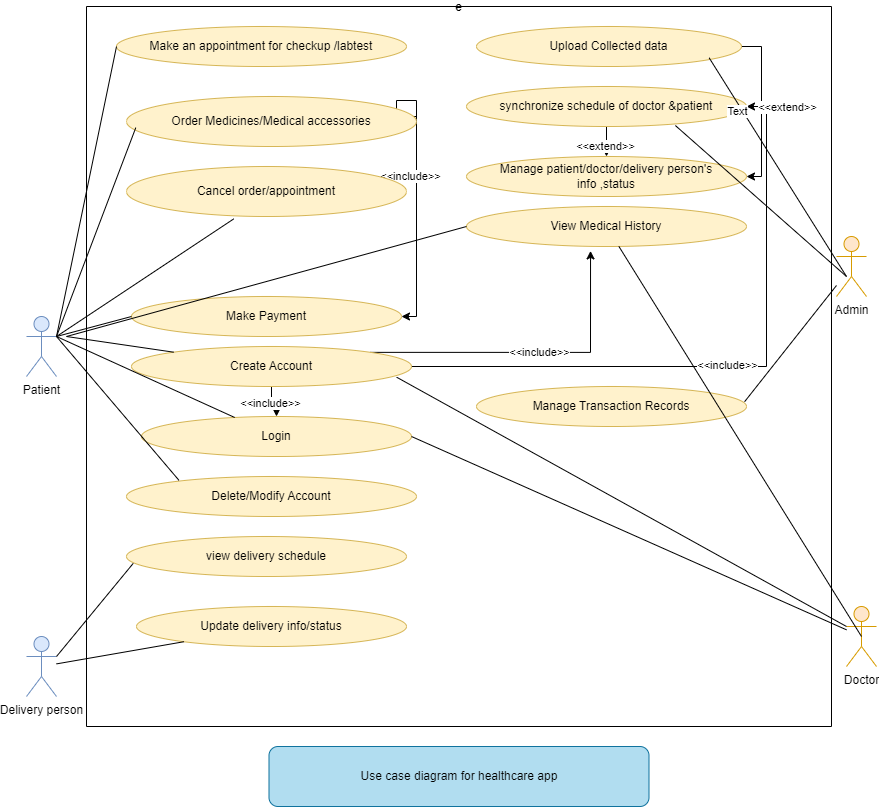 e
Make an appointment for checkup /labtest
Upload Collected data
Order Medicines/Medical accessories
synchronize schedule of doctor &patient
Text
<<extend>>
<<extend>>
<<include>>
Manage patient/doctor/delivery person's
info ,status
Cancel order/appointment
View Medical History
Admin
Make Payment
Patient
Create Account
<<include>>
<<include>>
<<include>>
Manage Transaction Records
Login
Delete/Modify Account
view delivery schedule
Update delivery info/status
Delivery person
Doctor
Use case diagram for healthcare app